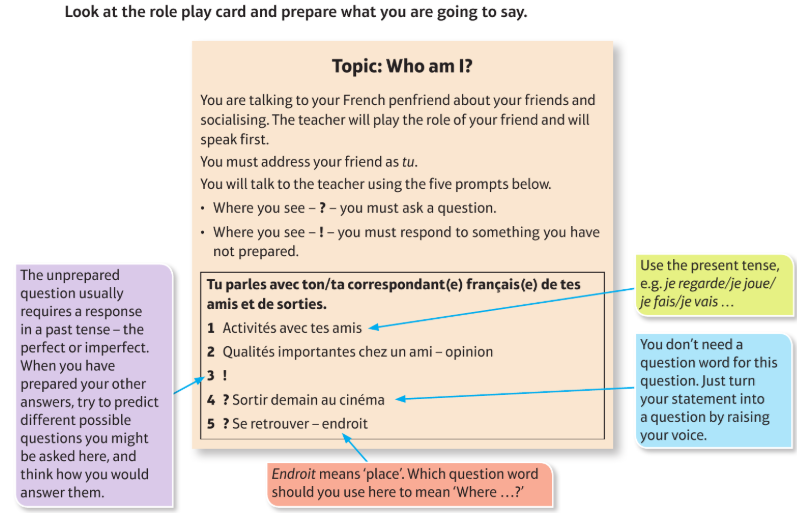 Look at the role play card and prepare what you are going to say.
Topic: Who am I?
You are talking to your French penfriend about your friends and
socialising. The teacher will play the role of your friend and will
speak first.
You must address your friend as tu.
You will talk to the teacher using the five prompts below.
• Where you see – ? – you must ask a question.
• Where you see – ! – you must respond to something you have
not prepared.
Tu parles avec ton/ta correspondant(e) français(e) de tes
amis et de sorties.
1 Activités avec tes amis
2 Qualités importantes chez un ami – opinion
3 !
4 ? Sortir demain au cinéma
5 ? Se retrouver – endroit
The unprepared
question usually
requires a response
in a past tense – the
perfect or imperfect.
When you have
prepared your other
answers, try to predict
different possible
questions you might
be asked here, and
think how you would
answer them.
Use the present tense,
e.g. je regarde/je joue/
je fais/je vais …
You don't need a
question word for this
question. Just turn
your statement into
a question by raising
your voice.
Endroit means 'place'. Which question word
should you use here to mean 'Where …?'